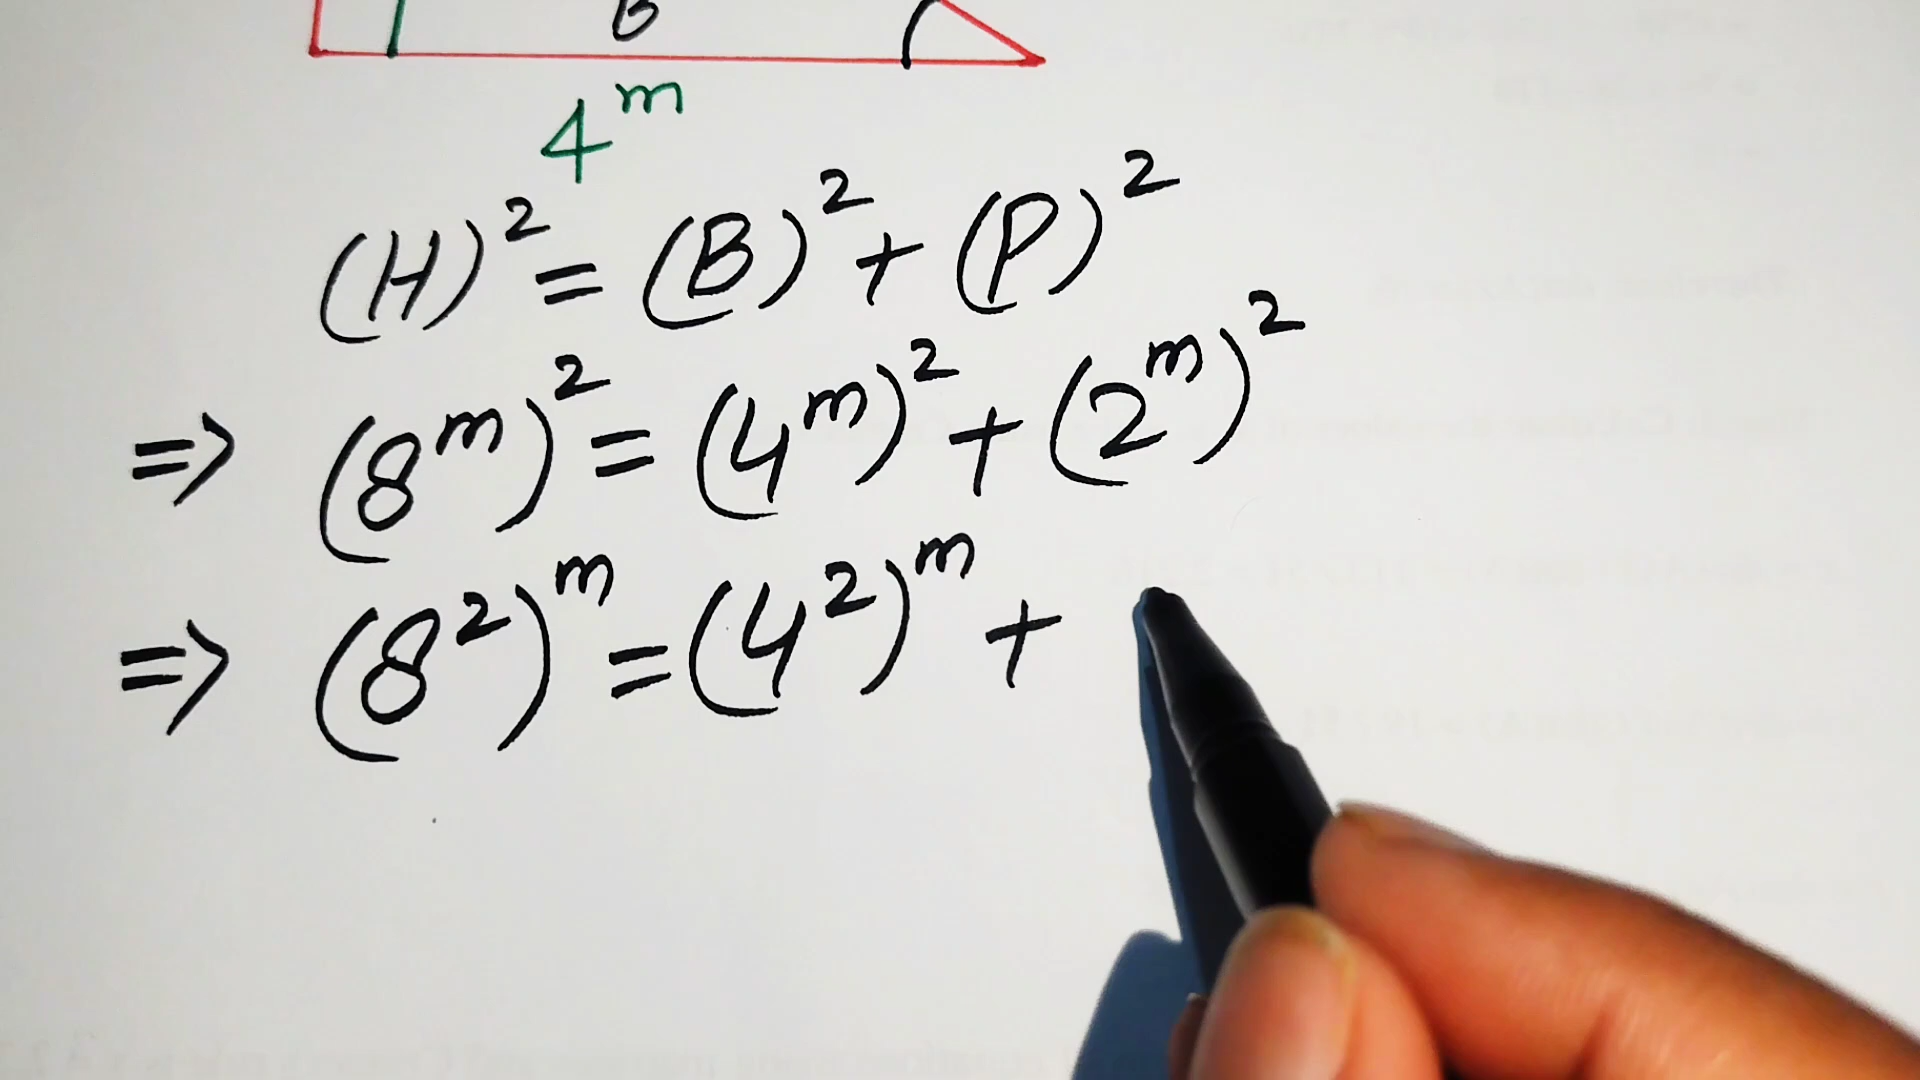 B
4^m
(H)^2 = (B)^2 + (P)^2
=> (8^m)^2 = (4^m)^2 + (2^m)^2
=> (8^2)^m = (4^2)^m +